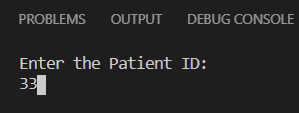 PROBLEMS OUTPUT DEBUG CONSOLE
Enter the Patient ID:
33